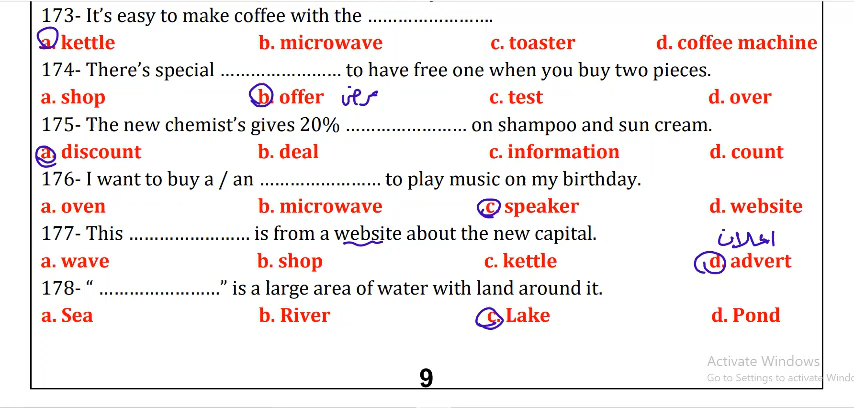 173- It's easy to make coffee with the ……………………….
a. kettle b. microwave c. toaster d. coffee machine
174- There's special …………………… to have free one when you buy two pieces.
a. shop b. offer عرض c. test d. over
175- The new chemist's gives 20% …………………… on shampoo and sun cream.
a. discount b. deal c. information d. count
176- I want to buy a / an …………………… to play music on my birthday.
a. oven b. microwave c. speaker d. website
177- This …………………… is from a website about the new capital.
اعلان
a. wave b. shop c. kettle d. advert
178- “ ……………………” is a large area of water with land around it.
a. Sea b. River c. Lake d. Pond
9
Activate Windows
Go to Settings to activate Windo